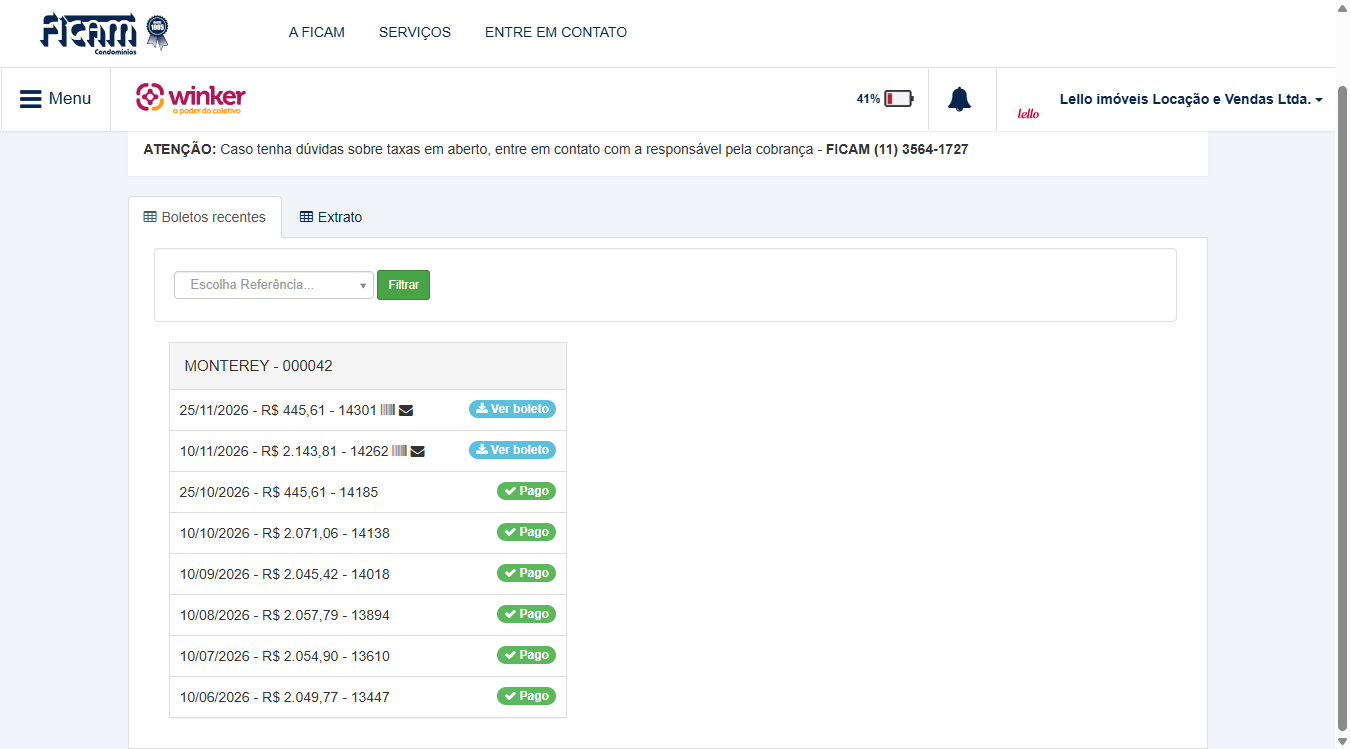 FICAM
Condomínios
1985
A FICAM
SERVIÇOS
ENTRE EM CONTATO
Menu
winker
o poder do coletivo
41%
lello
Lello imóveis Locação e Vendas Ltda.
ATENÇÃO: Caso tenha dúvidas sobre taxas em aberto, entre em contato com a responsável pela cobrança - FICAM (11) 3564-1727
Boletos recentes
Extrato
Escolha Referência...
Filtrar
MONTEREY - 000042
25/11/2026 - R$ 445,61 - 14301 Ver boleto
10/11/2026 - R$ 2.143,81 - 14262 Ver boleto
25/10/2026 - R$ 445,61 - 14185 Pago
10/10/2026 - R$ 2.071,06 - 14138 Pago
10/09/2026 - R$ 2.045,42 - 14018 Pago
10/08/2026 - R$ 2.057,79 - 13894 Pago
10/07/2026 - R$ 2.054,90 - 13610 Pago
10/06/2026 - R$ 2.049,77 - 13447 Pago